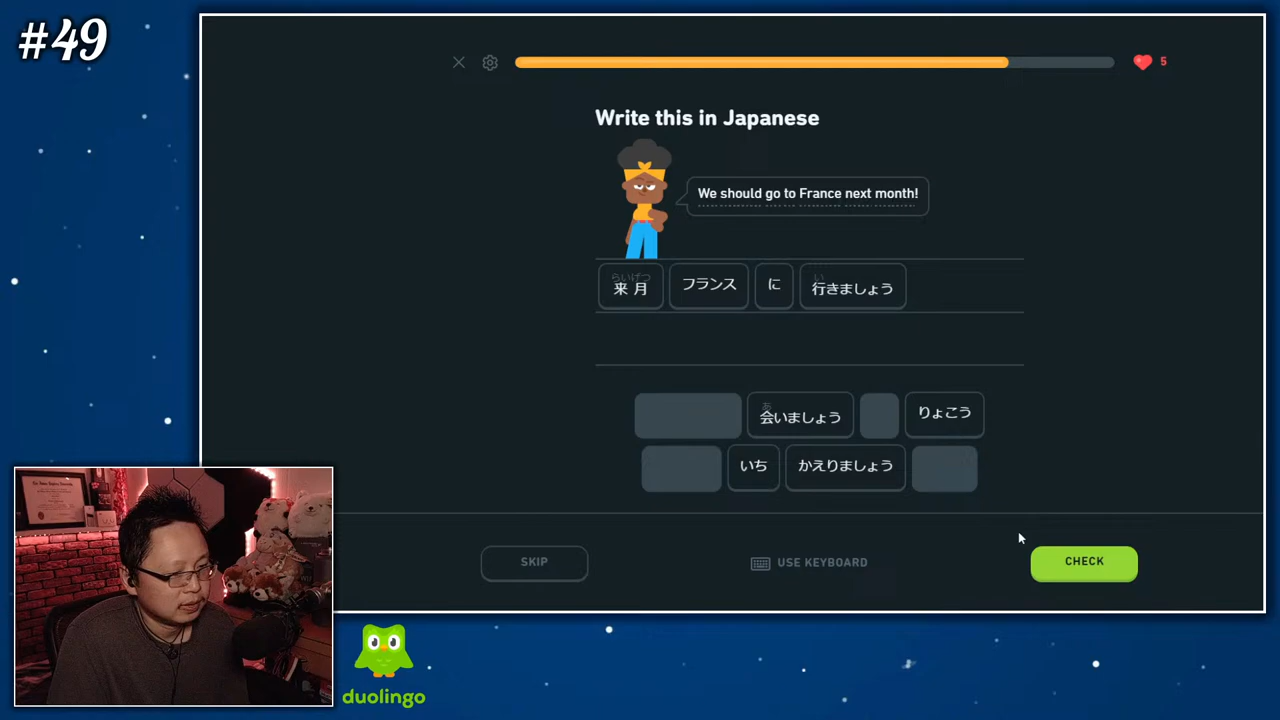 #49
5
Write this in Japanese
We should go to France next month!
らいげつ い
来月 フランス に 行きましょう
あ
会いましょう りょこう
いち かえりましょう
SKIP USE KEYBOARD CHECK
duolingo